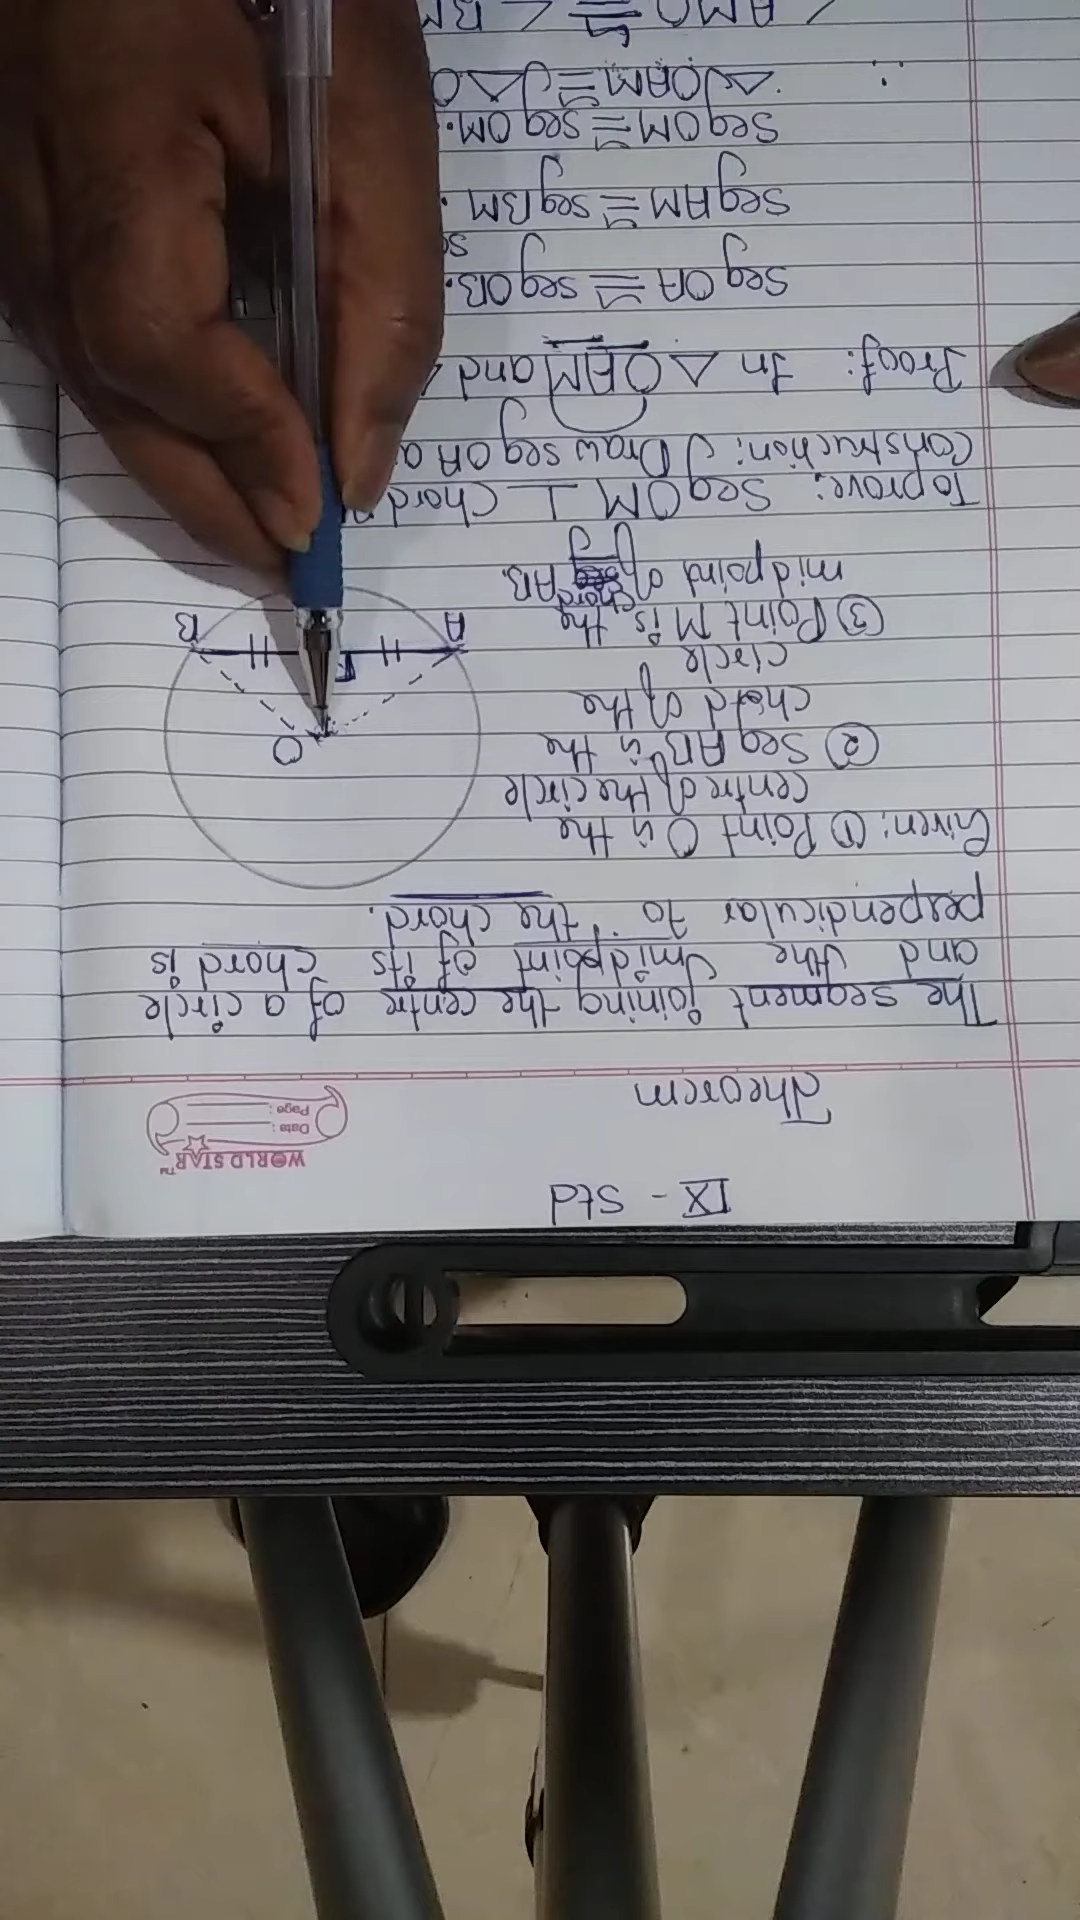 IX - Std
WORLD STAR™
Date :
Page :
Theorem
The segment joining the centre of a circle
and the midpoint of its chord is
perpendicular to the chord.
Given: ① Point O is the
centre of the circle
② Seg AB is the
chord of the
circle
③ Point M is the
midpoint of chord AB.
O
A
B
To prove: Seg OM ⊥ Chord
Construction: Draw seg OA
Proof: In △ OAM and
seg OA ≅ seg OB.
seg AM ≅ seg BM.
seg OM ≅ seg OM.
∴ △ OAM ≅ △ O
∠ AMO ≅ ∠ BM